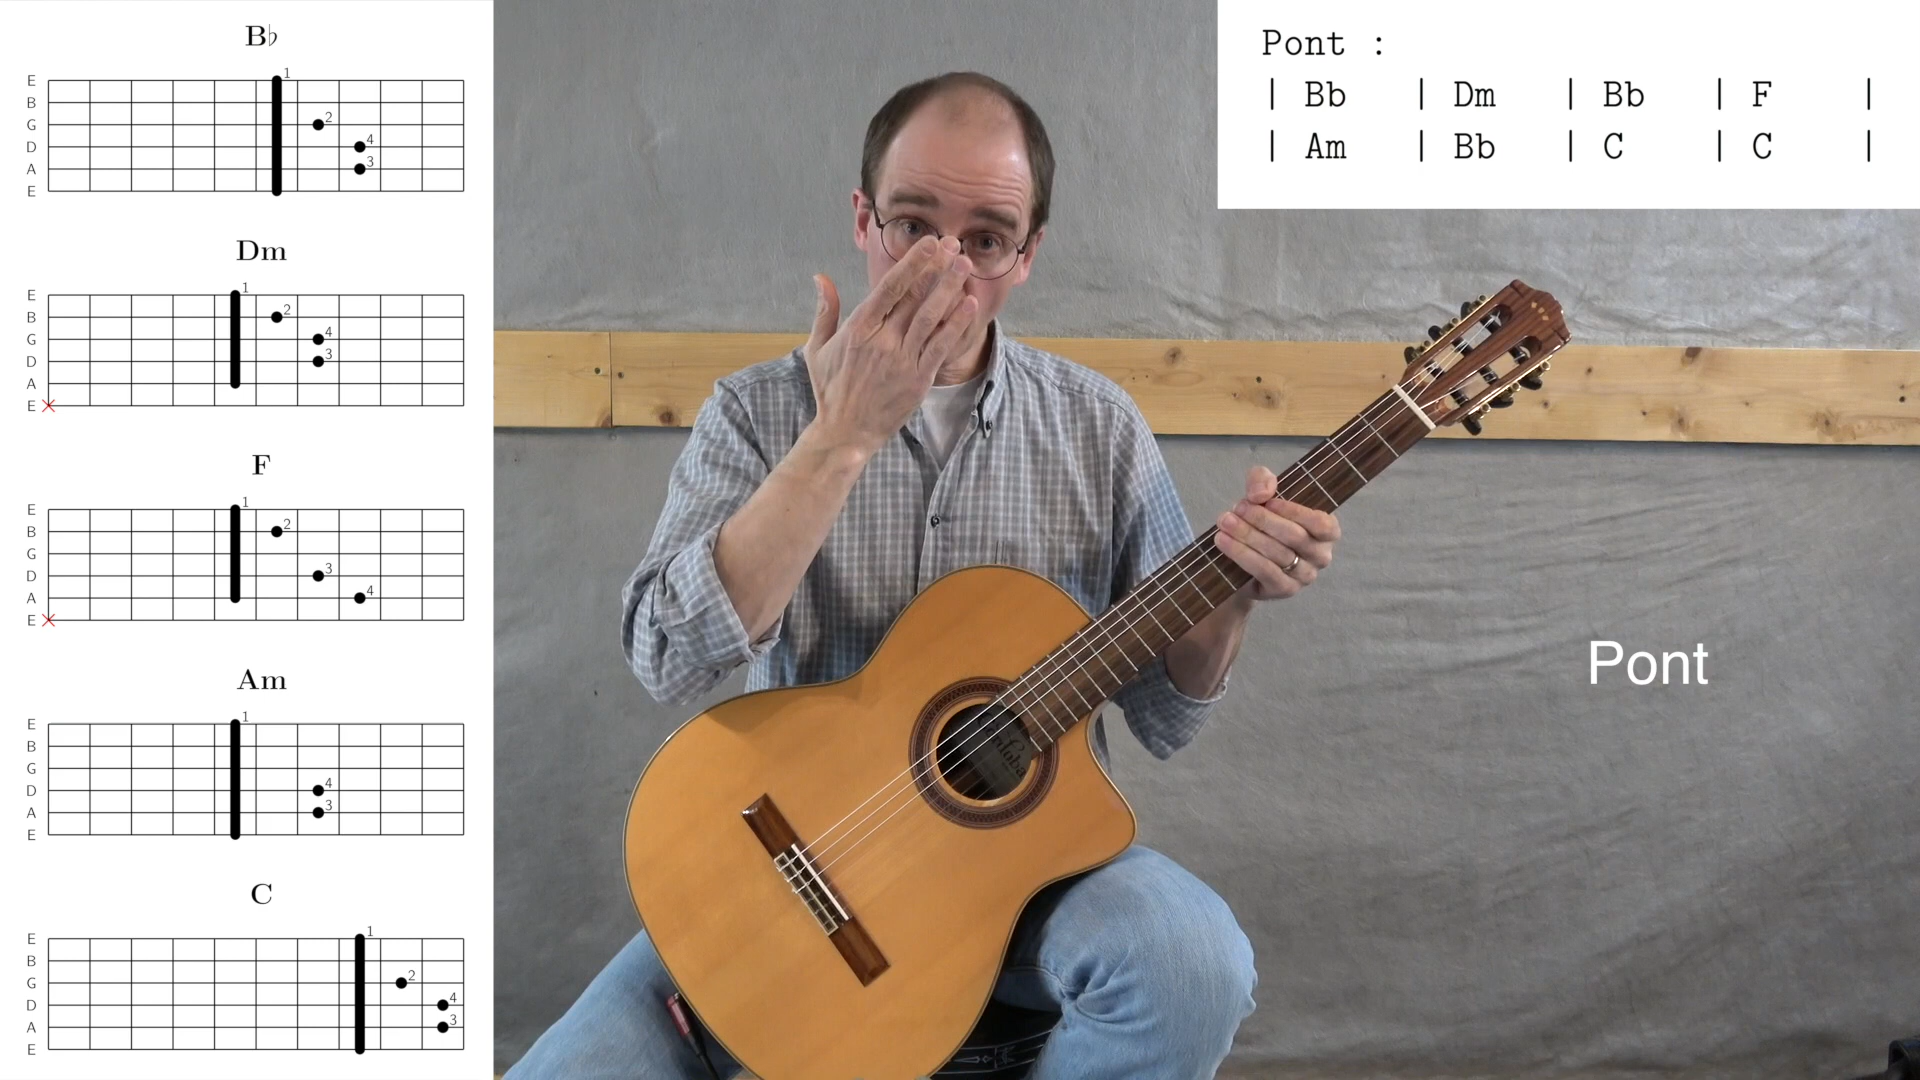 B♭
1
E
B
G 2
D 4
A 3
E
Dm
1
E
B 2
G 4
D 3
A
E
F
1
E
B 2
G
D 3
A 4
E
Am
1
E
B
G
D 4
A 3
E
C
1
E
B
G 2
D 4
A 3
E
Pont :
| Bb | Dm | Bb | F |
| Am | Bb | C | C |
Pont